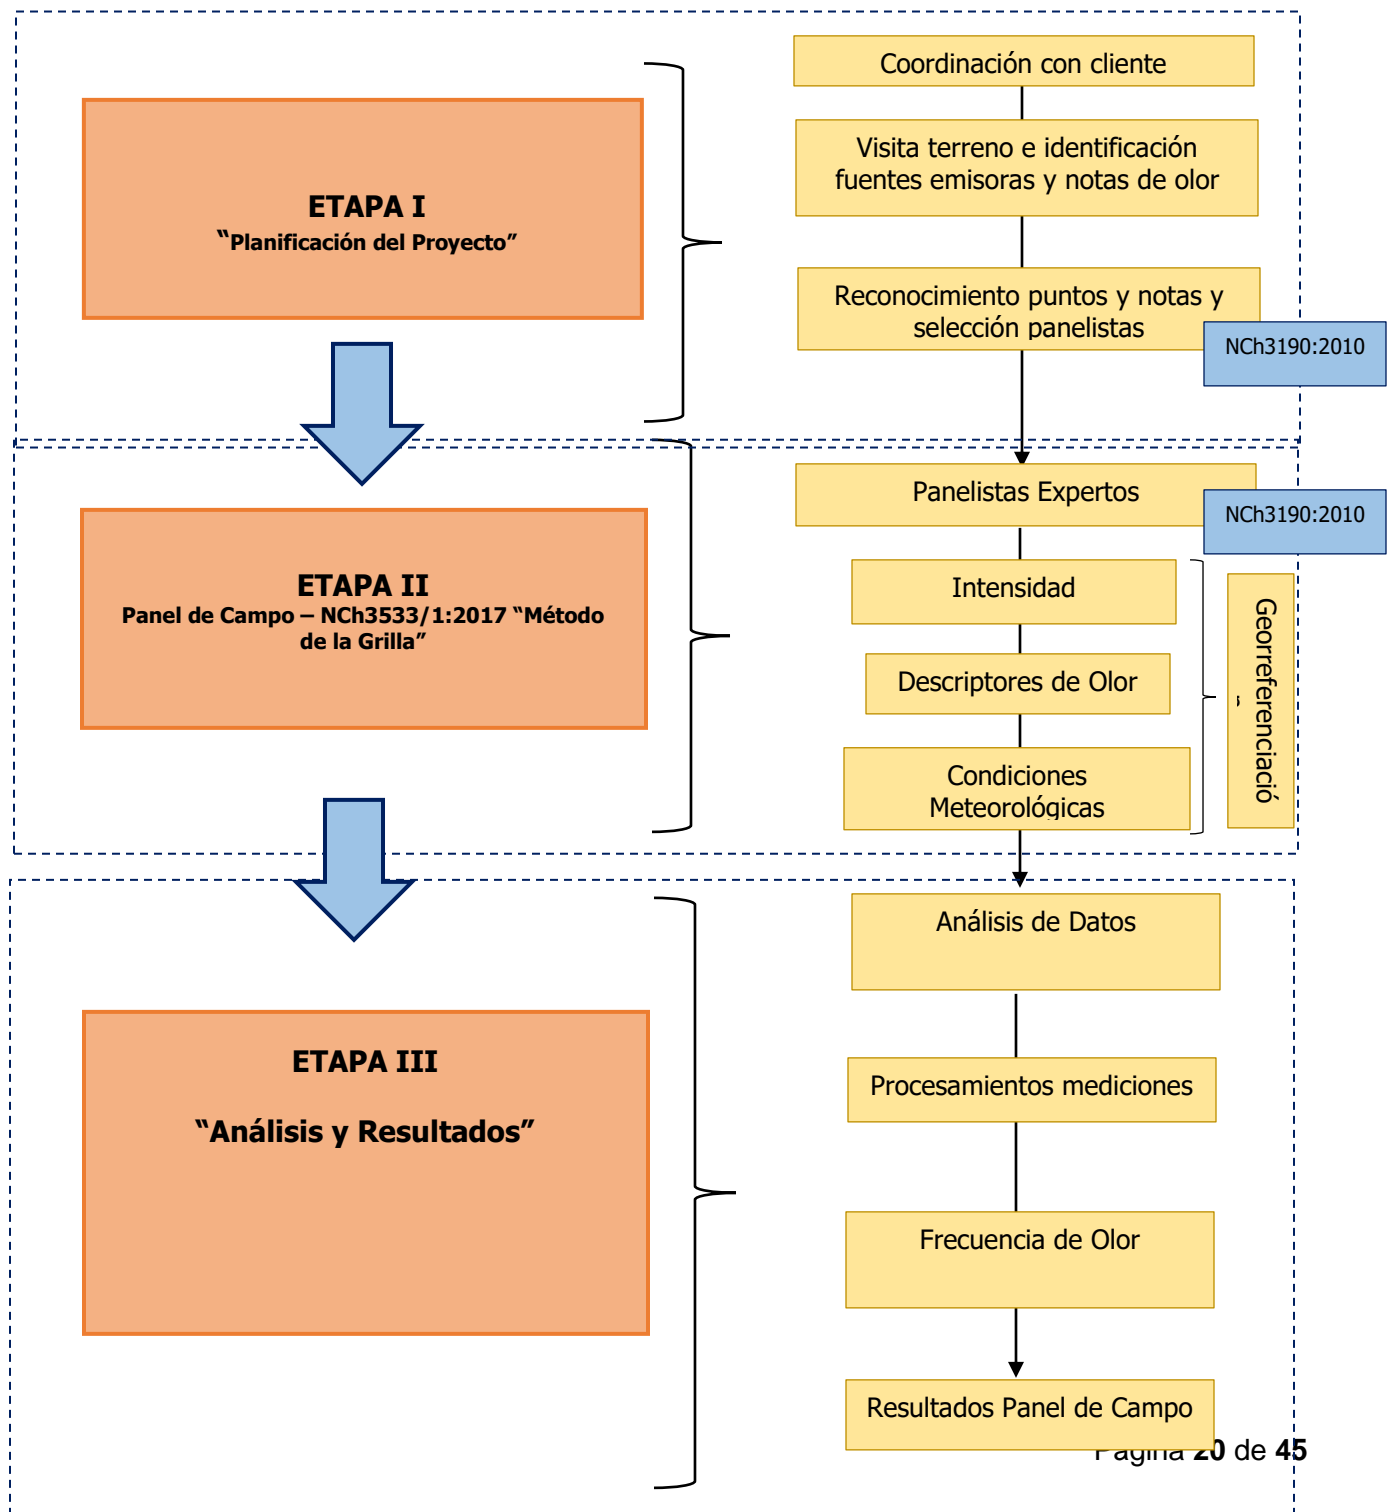 ETAPA I
“Planificación del Proyecto”
Coordinación con cliente
Visita terreno e identificación
fuentes emisoras y notas de olor
Reconocimiento puntos y notas y
selección panelistas
NCh3190:2010
ETAPA II
Panel de Campo – NCh3533/1:2017 “Método
de la Grilla”
Panelistas Expertos
NCh3190:2010
Intensidad
Descriptores de Olor
Condiciones
Meteorológicas
Georreferenciació
ETAPA III
“Análisis y Resultados”
Análisis de Datos
Procesamientos mediciones
Frecuencia de Olor
Resultados Panel de Campo
Página 20 de 45